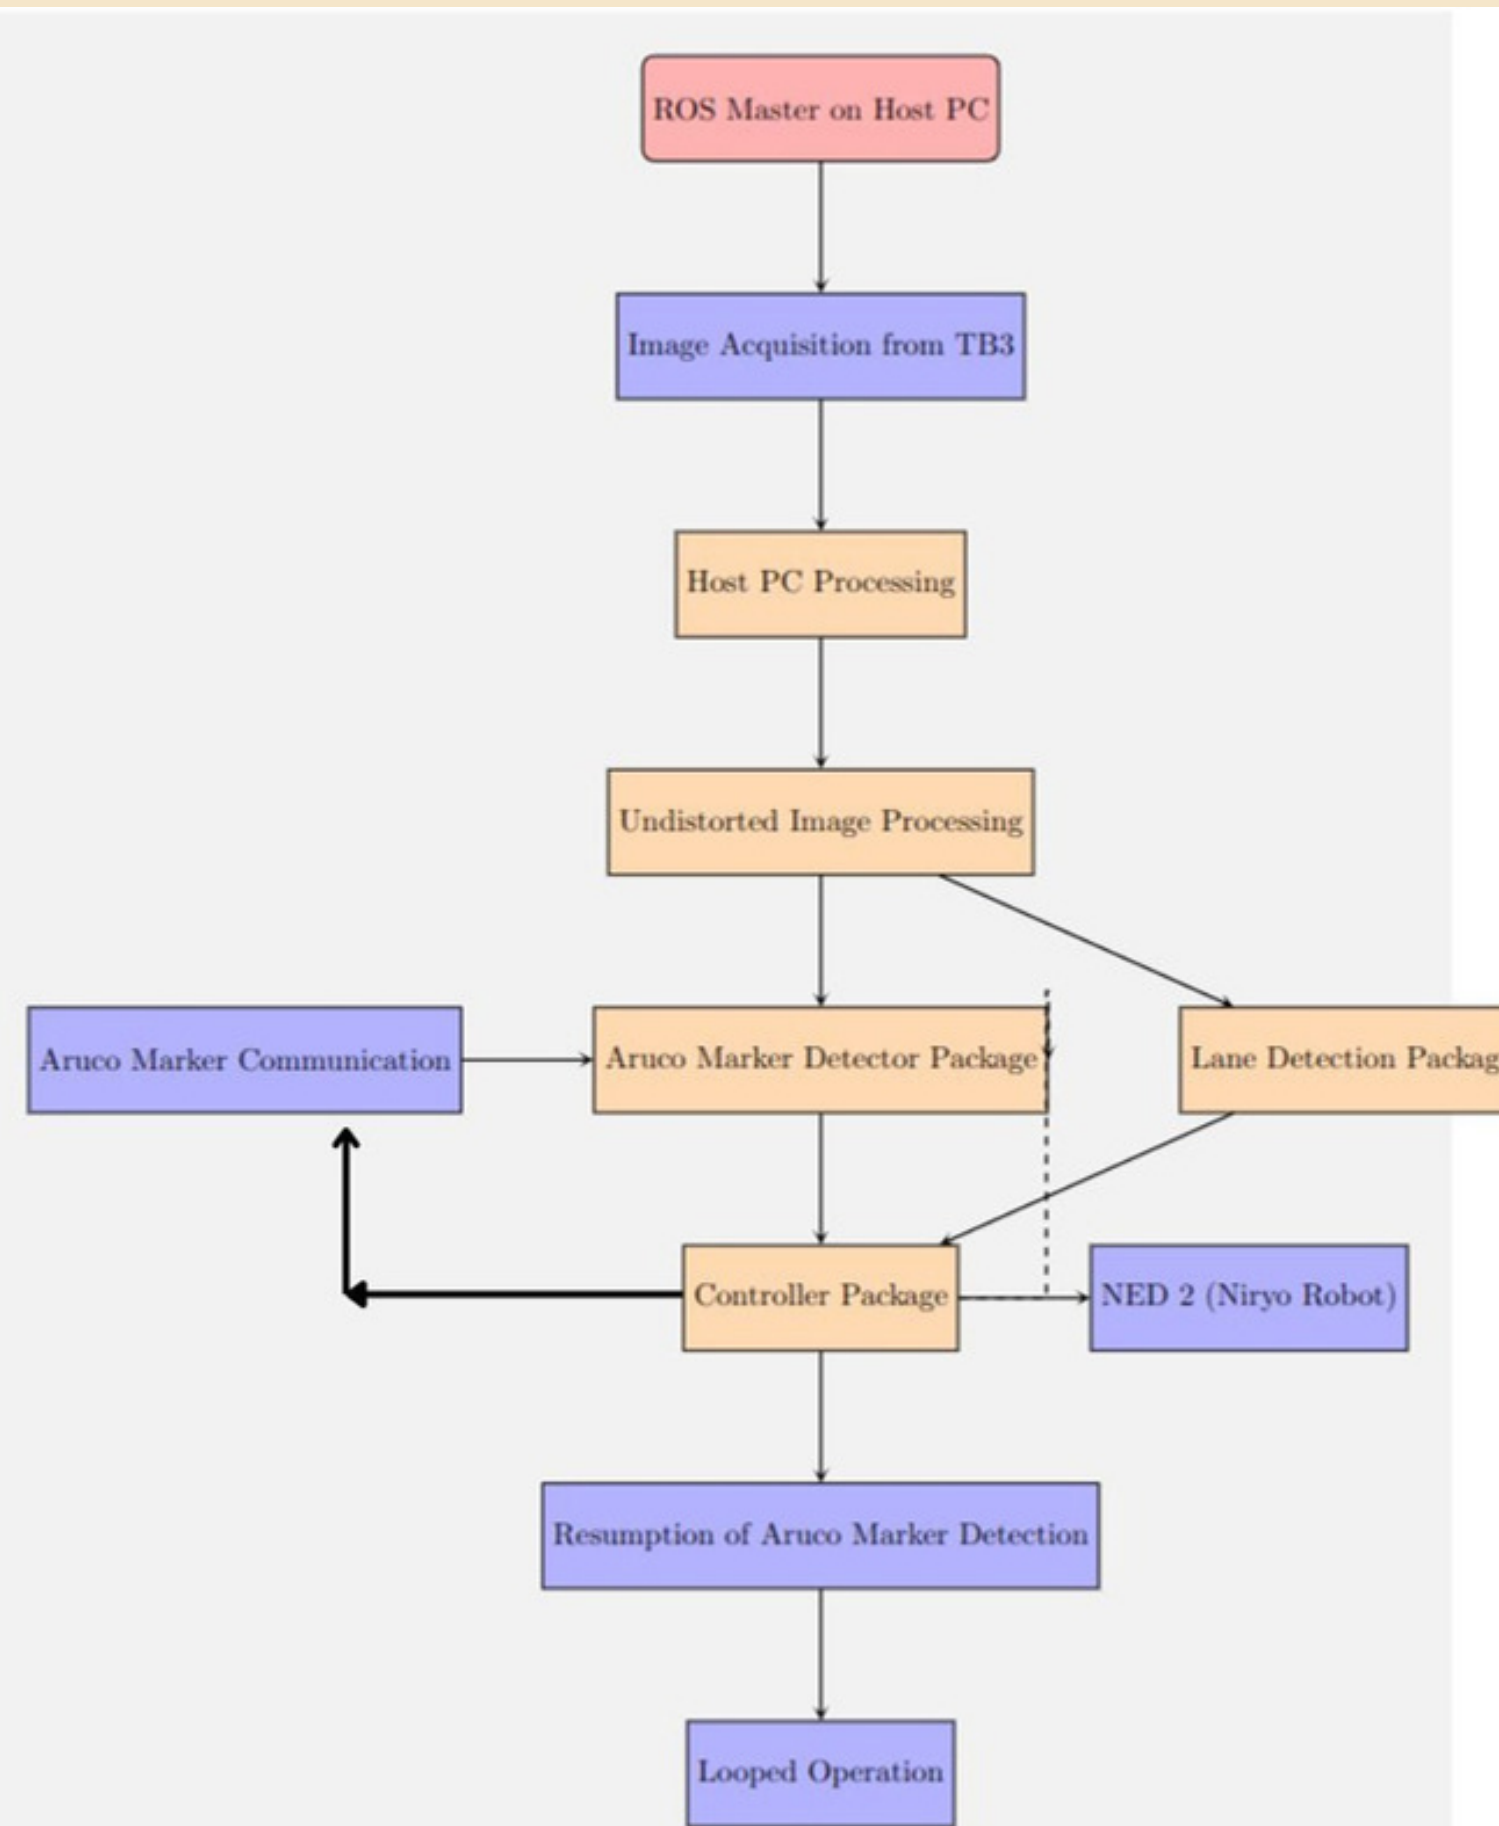 ROS Master on Host PC
Image Acquisition from TB3
Host PC Processing
Undistorted Image Processing
Aruco Marker Communication
Aruco Marker Detector Package
Lane Detection Packag
Controller Package
NED 2 (Niryo Robot)
Resumption of Aruco Marker Detection
Looped Operation